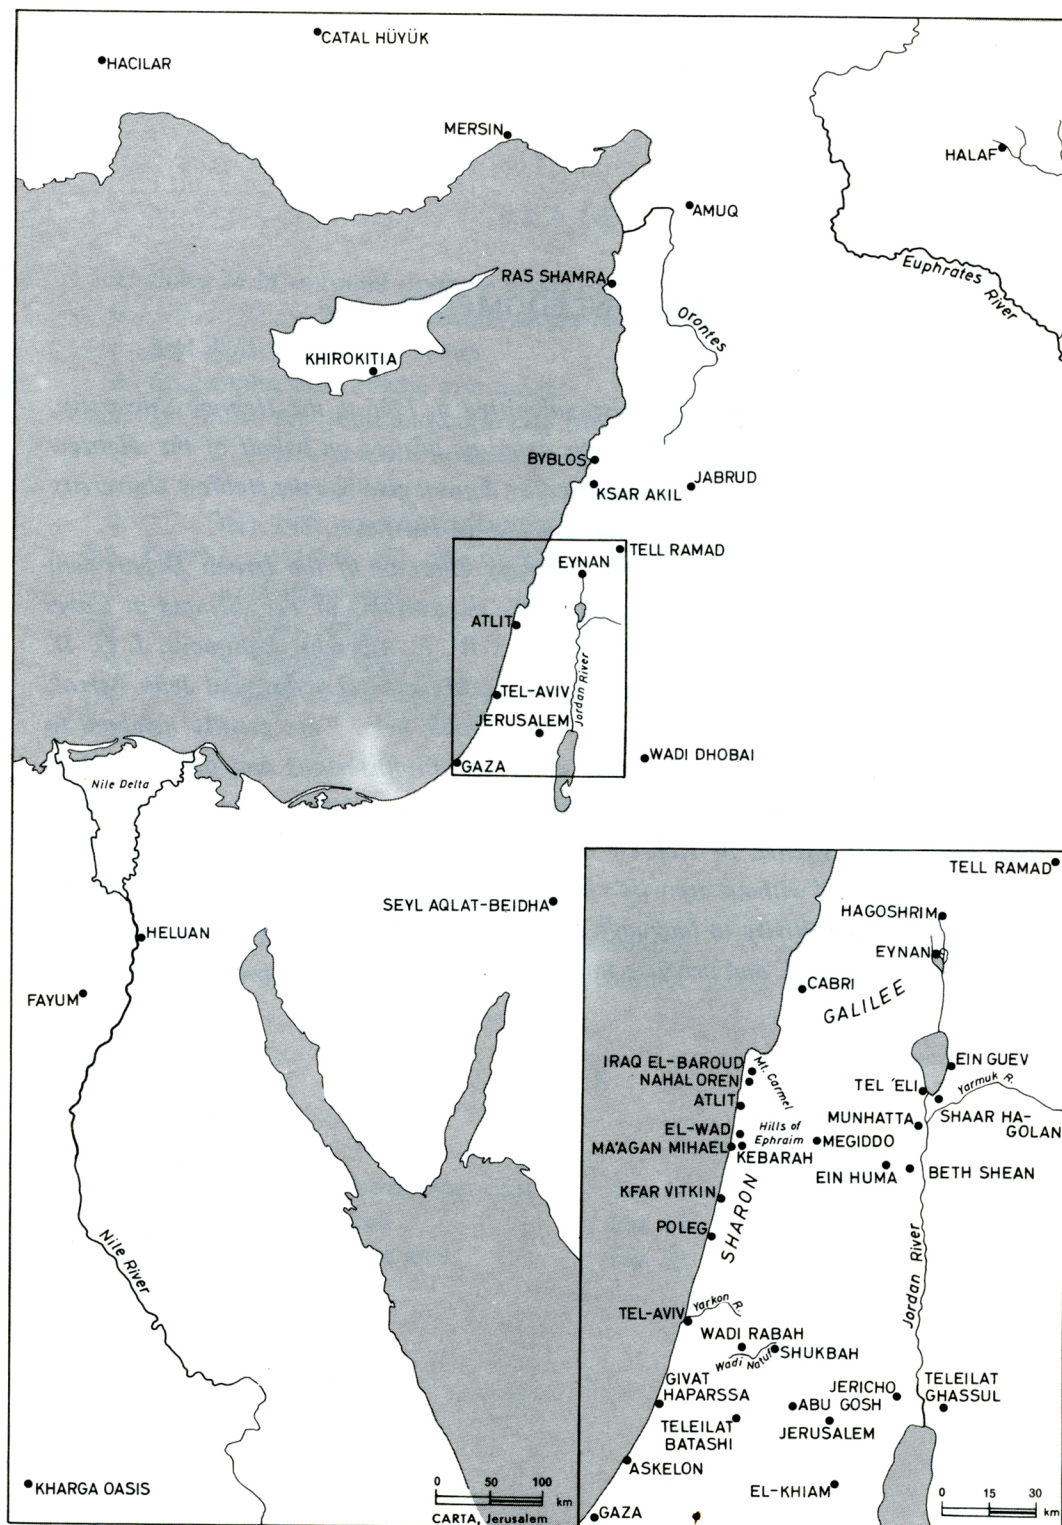 CATAL HÜYÜK
HACILAR
MERSIN
HALAF
AMUQ
RAS SHAMRA
Euphrates River
Orontes
KHIROKITIA
BYBLOS
KSAR AKIL
JABRUD
TELL RAMAD
EYNAN
ATLIT
Jordan River
TEL-AVIV
JERUSALEM
GAZA
WADI DHOBAI
Nile Delta
SEYL AQLAT-BEIDHA
HELUAN
FAYUM
Nile River
KHARGA OASIS
0 50 100
km
CARTA, Jerusalem
TELL RAMAD
HAGOSHRIM
EYNAN
CABRI
GALILEE
IRAQ EL-BAROUD
NAHAL OREN
Mt. Carmel
ATLIT
EIN GUEV
TEL 'ELI
Yarmuk R.
MUNHATTA
SHAAR HA-
GOLAN
EL-WAD
Hills of
Ephraim
MA'AGAN MIHAEL
KEBARAH
MEGIDDO
EIN HUMA
BETH SHEAN
KFAR VITKIN
SHARON
POLEG
Jordan River
TEL-AVIV
Yarkon R.
WADI RABAH
Wadi Natuf
SHUKBAH
GIVAT
HAPARSSA
JERICHO
TELEILAT
GHASSUL
ABU GOSH
TELEILAT
BATASHI
JERUSALEM
ASKELON
EL-KHIAM
GAZA
0 15 30
km